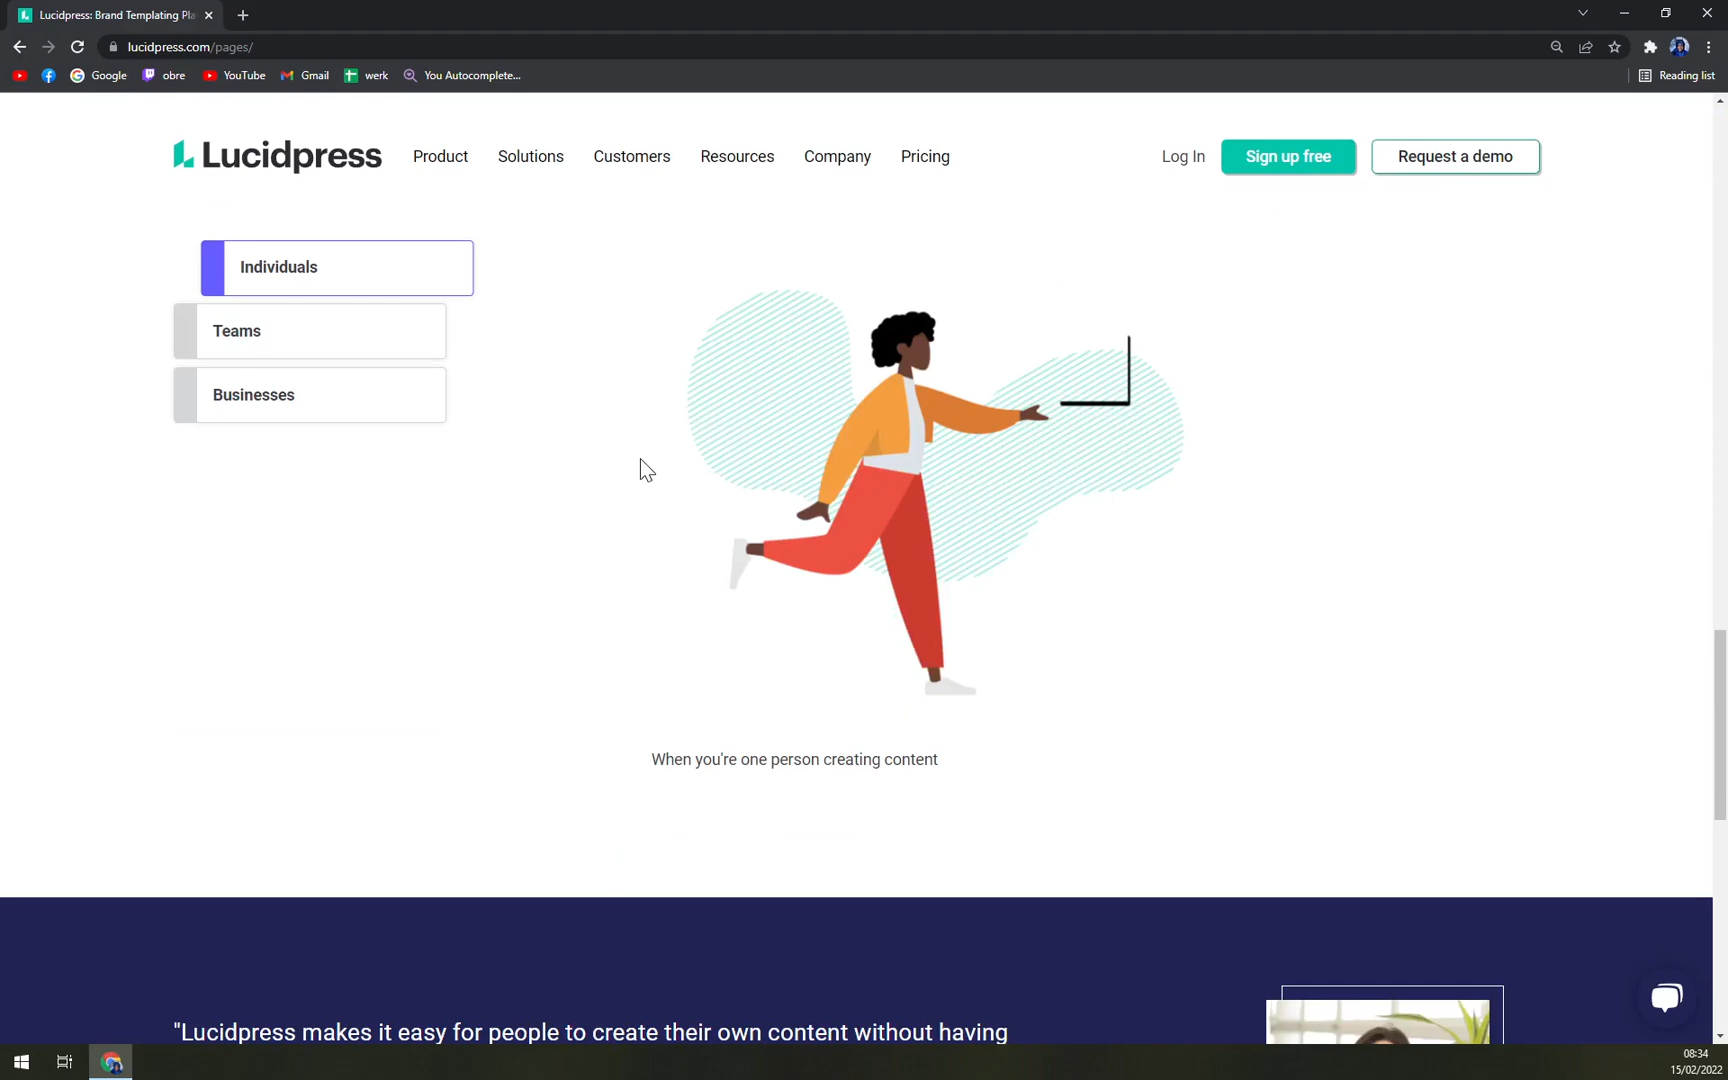 Lucidpress: Brand Templating Pla
lucidpress.com/pages/
Google
obre
YouTube
Gmail
werk
You Autocomplete...
Reading list
Lucidpress
Product
Solutions
Customers
Resources
Company
Pricing
Log In
Sign up free
Request a demo
Individuals
Teams
Businesses
When you're one person creating content
"Lucidpress makes it easy for people to create their own content without having
08:34
15/02/2022